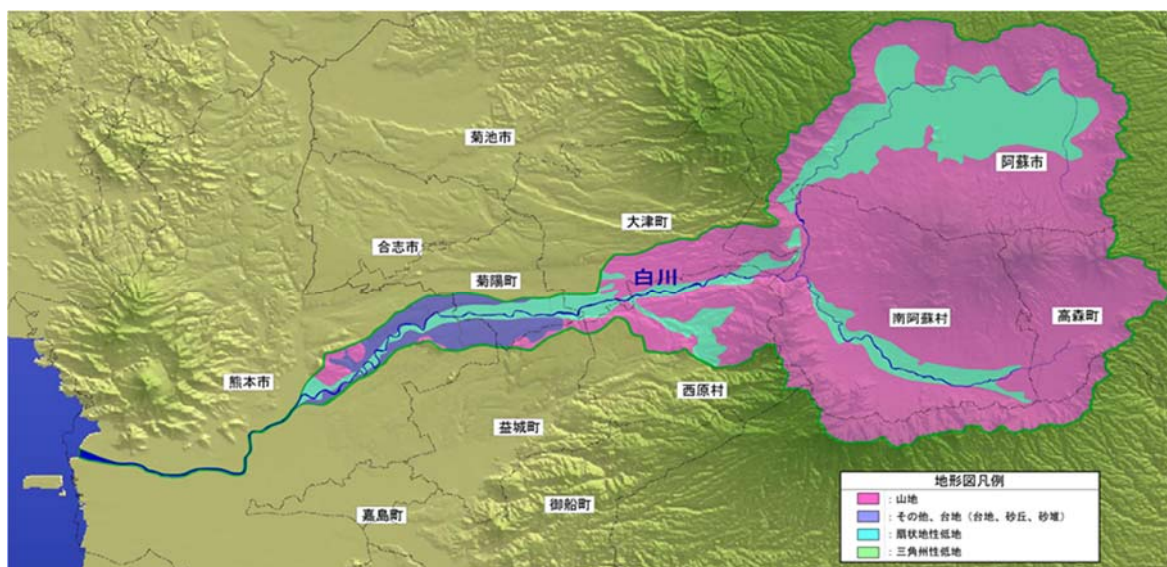 菊池市
阿蘇市
大津町
合志市
白川
菊陽町
南阿蘇村
高森町
熊本市
西原村
益城町
御船町
嘉島町
地形図凡例
：山地
：その他、台地（台地、砂丘、砂堆）
：扇状地性低地
：三角州性低地